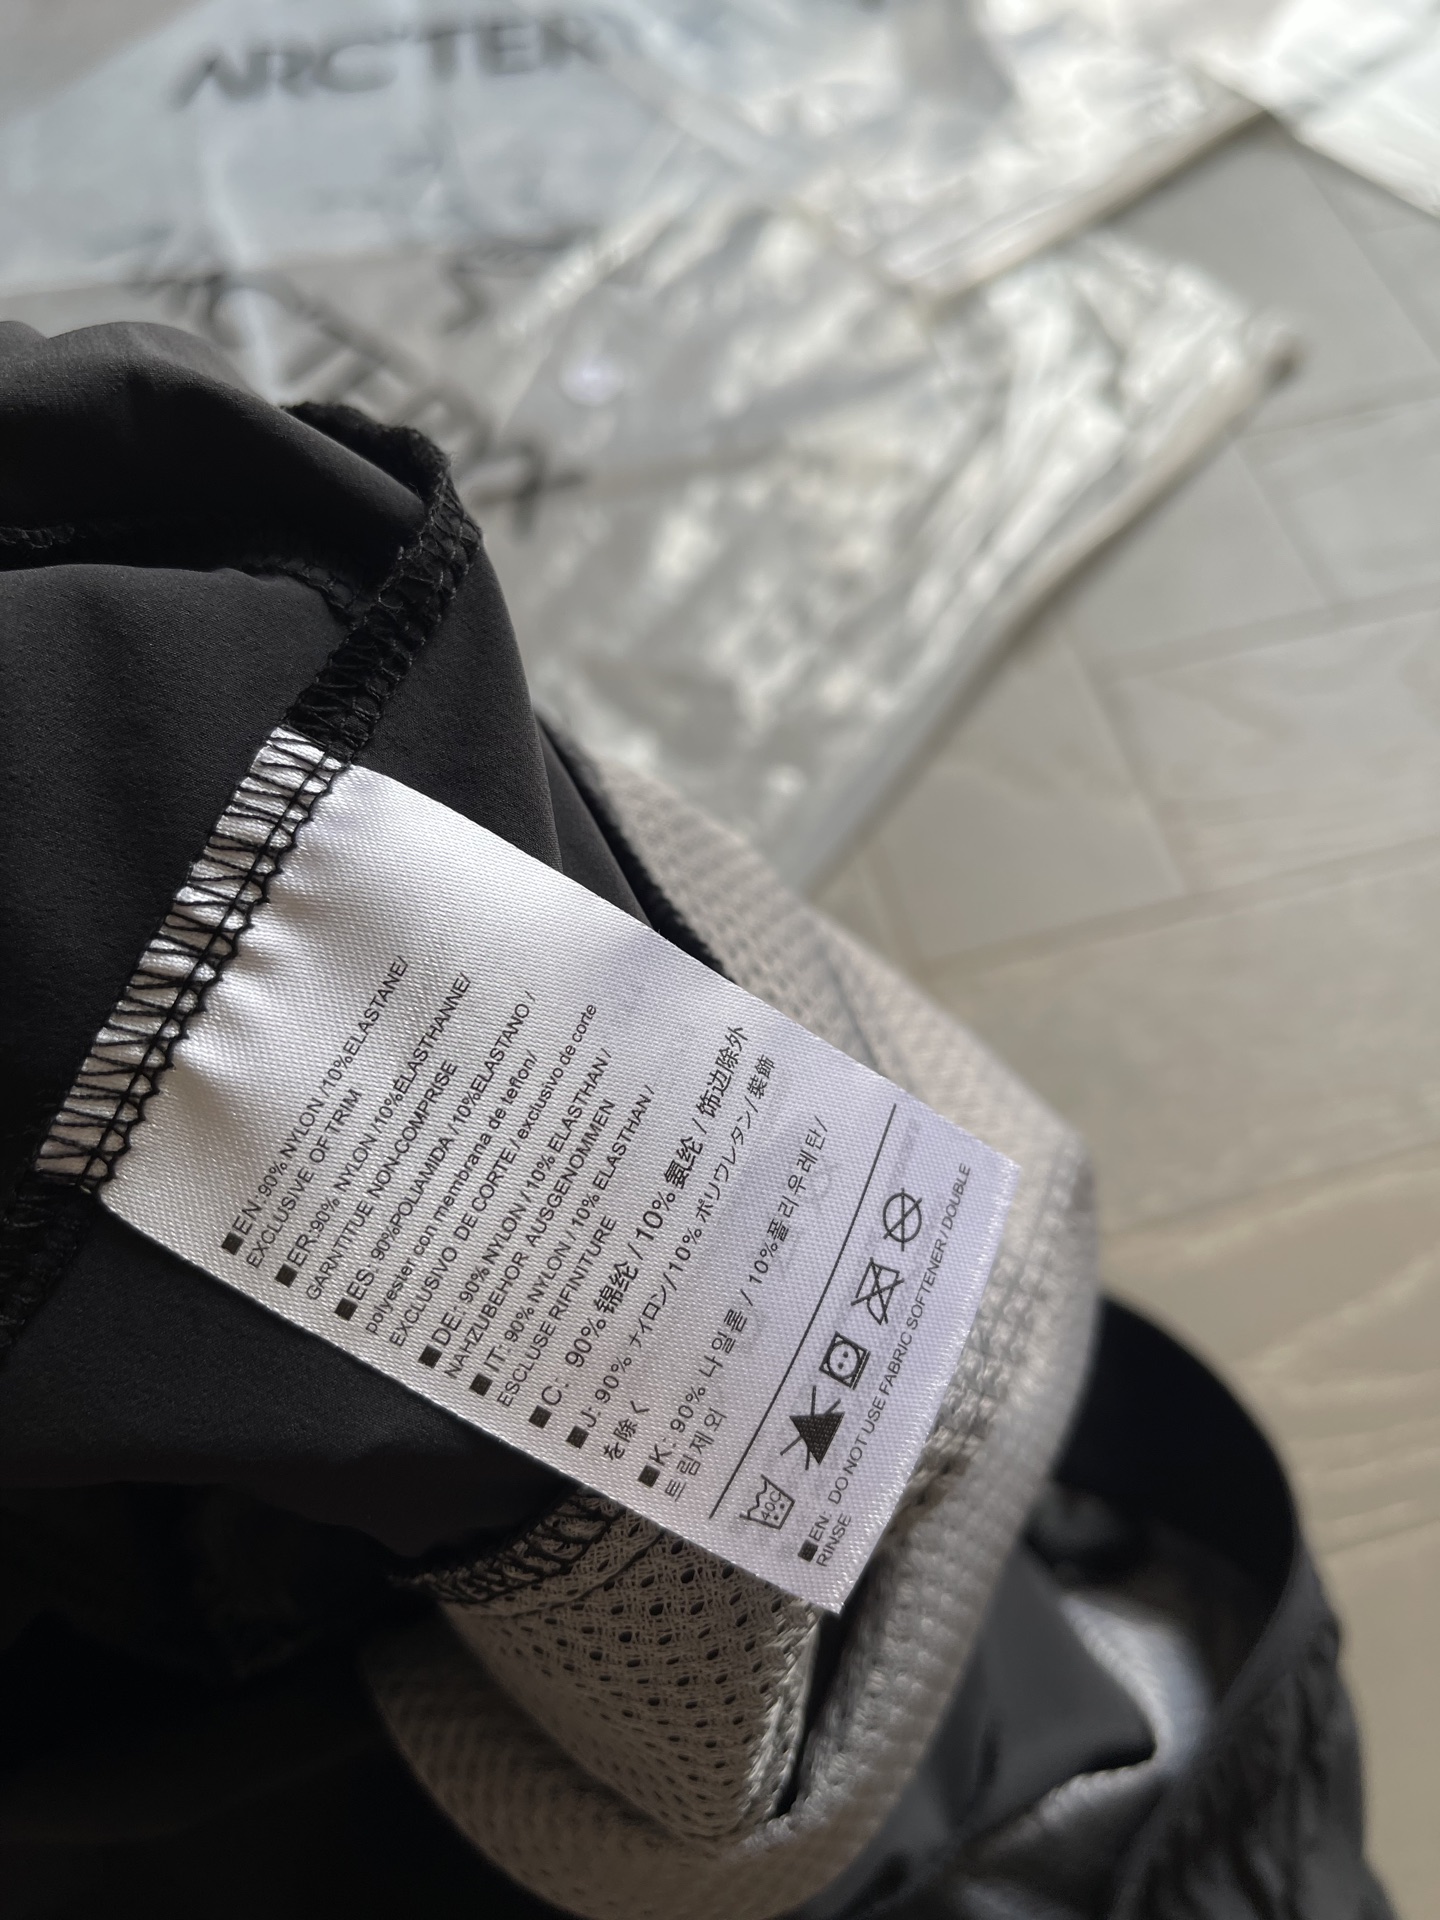 ARC'TER
■EN:90% NYLON/10%ELASTANE/
EXCLUSIVE OF TRIM
■ER:90% NYLON/10%ELASTHANNE/
GARNTITUE NON-COMPRISE
■ES: 90%POLIAMIDA/10%ELASTANO/
polyester con membrana de teflon/
EXCLUSIVO DE CORTE/exclusivo de corte
■DE: 90% NYLON/10% ELASTHAN/
NAHZUBEHOR AUSGENOMMEN
■IT: 90% NYLON/10% ELASTHAN/
ESCLUSE RIFINITURE
■C: 90% 锦纶/10% 氨纶/饰边除外
■J: 90% ナイロン/10% ポリウレタン/装飾
を除く
■K: 90% 나일론/10%폴리우레탄/
트림제외
40C
■EN: DO NOT USE FABRIC SOFTENER/DOUBLE
RINSE